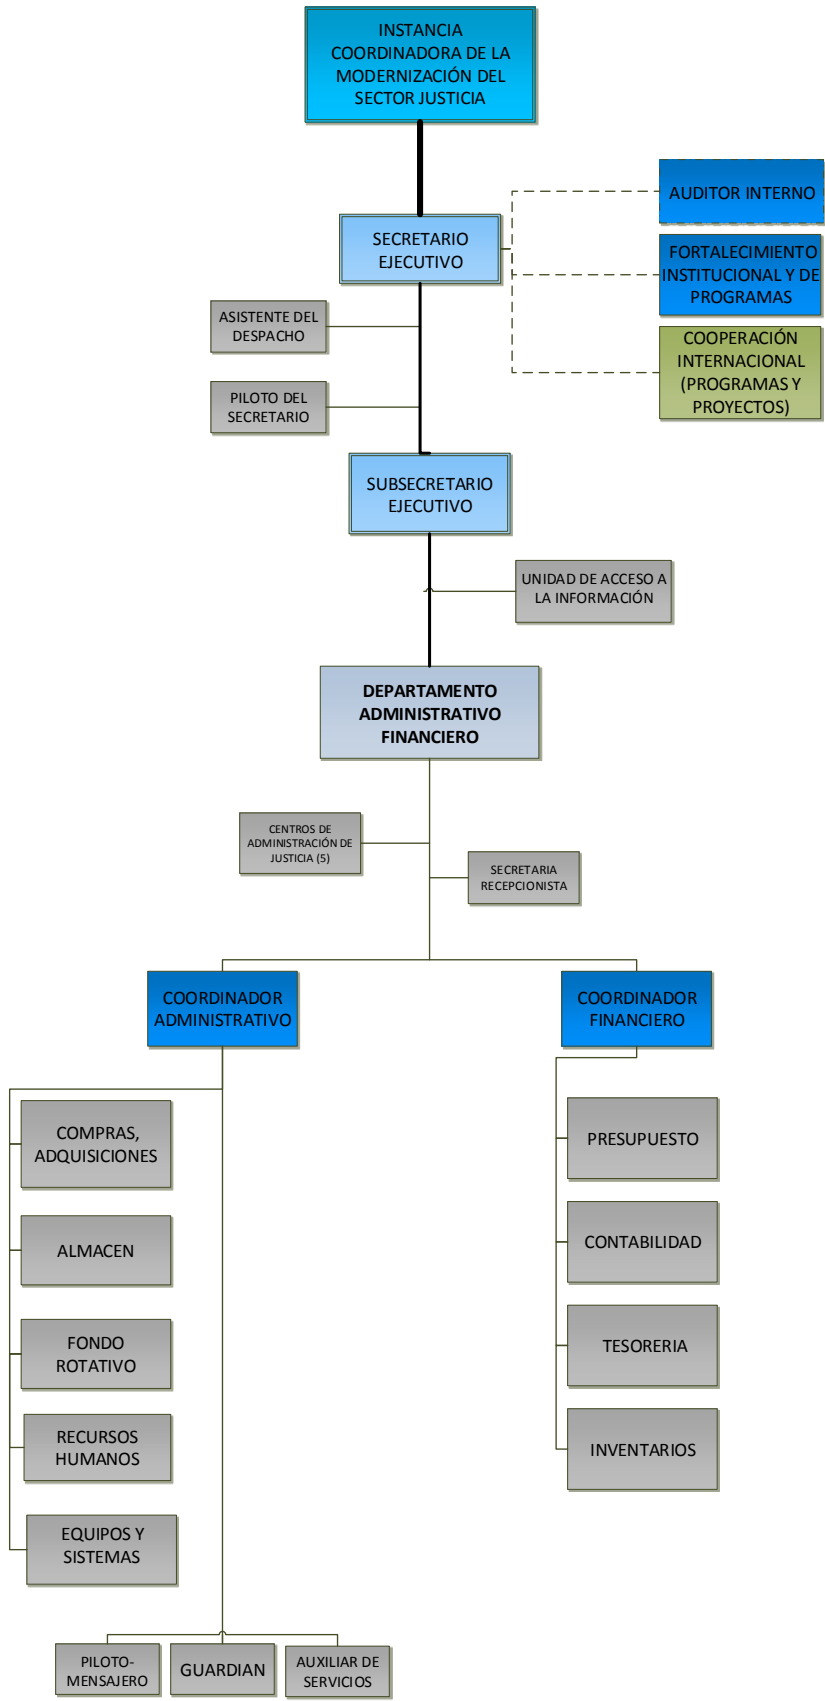 INSTANCIA
COORDINADORA DE LA
MODERNIZACIÓN DEL
SECTOR JUSTICIA
SECRETARIO
EJECUTIVO
AUDITOR INTERNO
FORTALECIMIENTO
INSTITUCIONAL Y DE
PROGRAMAS
COOPERACIÓN
INTERNACIONAL
(PROGRAMAS Y
PROYECTOS)
ASISTENTE DEL
DESPACHO
PILOTO DEL
SECRETARIO
SUBSECRETARIO
EJECUTIVO
UNIDAD DE ACCESO A
LA INFORMACIÓN
DEPARTAMENTO
ADMINISTRATIVO
FINANCIERO
CENTROS DE
ADMINISTRACIÓN DE
JUSTICIA (5)
SECRETARIA
RECEPCIONISTA
COORDINADOR
ADMINISTRATIVO
COORDINADOR
FINANCIERO
COMPRAS,
ADQUISICIONES
ALMACEN
FONDO
ROTATIVO
RECURSOS
HUMANOS
EQUIPOS Y
SISTEMAS
PRESUPUESTO
CONTABILIDAD
TESORERIA
INVENTARIOS
PILOTO-
MENSAJERO
GUARDIAN
AUXILIAR DE
SERVICIOS